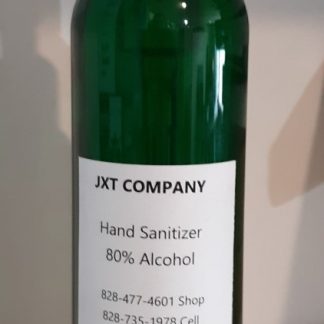 JXT COMPANY
Hand Sanitizer
80% Alcohol
828-477-4601 Shop
828-735-1978 Cell